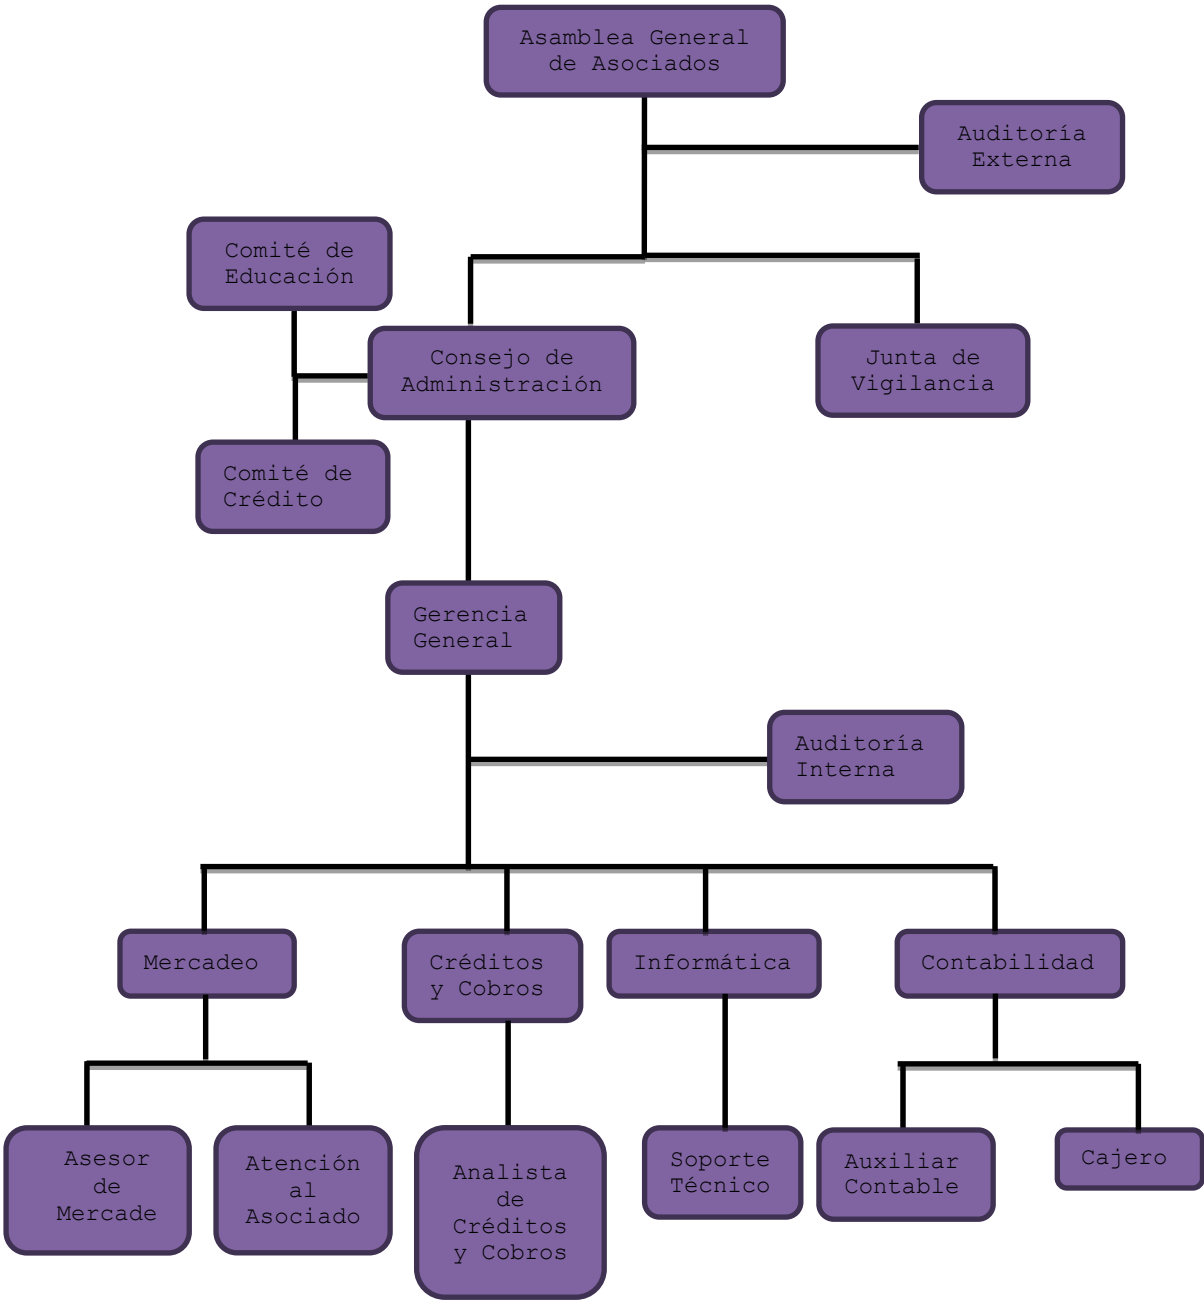 Asamblea General
de Asociados
Auditoría
Externa
Comité de
Educación
Consejo de
Administración
Junta de
Vigilancia
Comité de
Crédito
Gerencia
General
Auditoría
Interna
Mercadeo
Créditos
y Cobros
Informática
Contabilidad
Asesor
de
Mercade
Atención
al
Asociado
Analista
de
Créditos
y Cobros
Soporte
Técnico
Auxiliar
Contable
Cajero